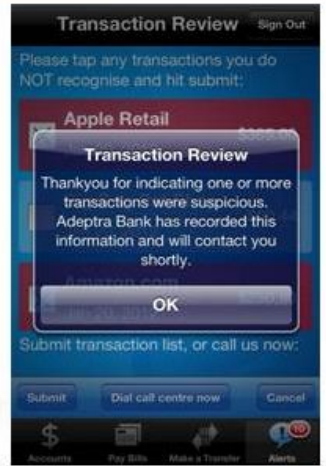 Transaction Review Sign Out
Please tap any transactions you do
NOT recognise and hit submit:
Apple Retail
Transaction Review
Thankyou for indicating one or more
transactions were suspicious.
Adeptra Bank has recorded this
information and will contact you
shortly.
OK
Amazon.com
Submit transaction list, or call us now:
Submit Dial call centre now Cancel
10
Accounts Pay Bills Make a Transfer Alerts